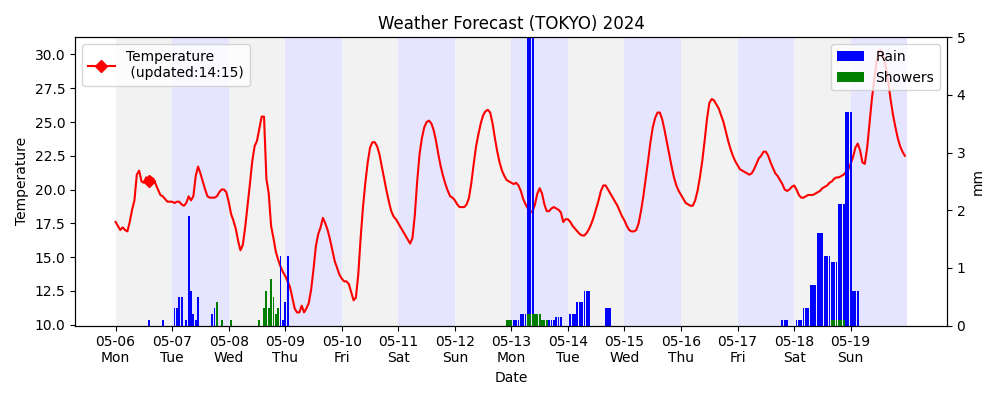 Weather Forecast (TOKYO) 2024
Temperature
(updated:14:15)
Rain
Showers
30.0
27.5
25.0
22.5
20.0
17.5
15.0
12.5
10.0
Temperature
5
4
3
2
1
0
mm
05-06 05-07 05-08 05-09 05-10 05-11 05-12 05-13 05-14 05-15 05-16 05-17 05-18 05-19
Mon Tue Wed Thu Fri Sat Sun Mon Tue Wed Thu Fri Sat Sun
Date